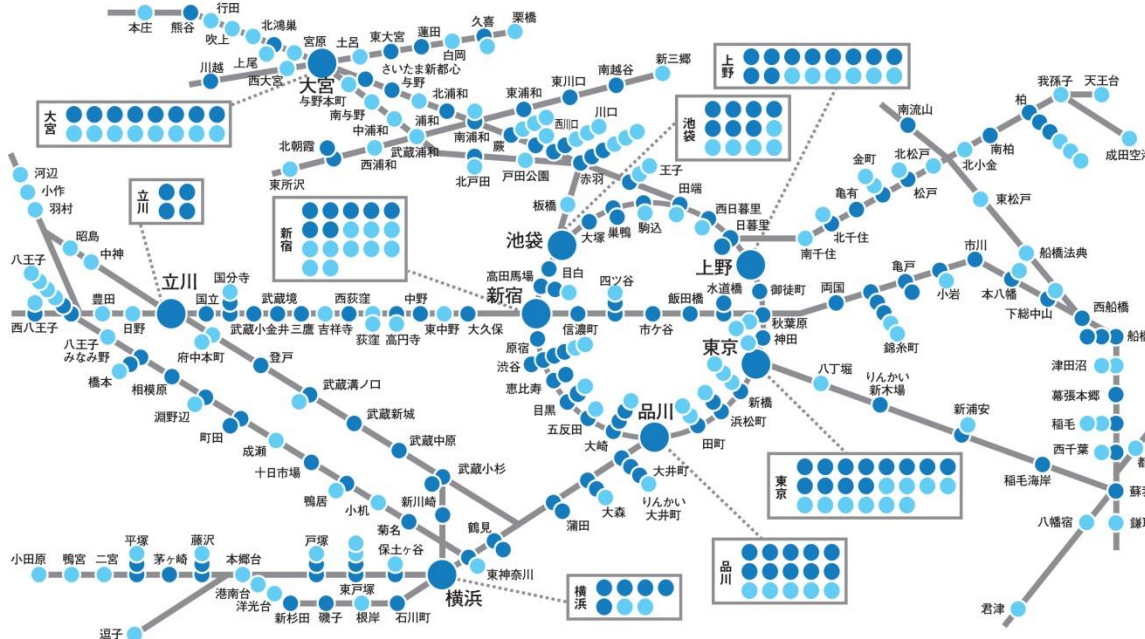 本庄
熊谷
行田
吹上
北鴻巣
上尾
宮原
土呂
東大宮
蓮田
白岡
久喜
栗橋
川越
西大宮
大宮
さいたま新都心
与野
与野本町
南与野
北浦和
浦和
中浦和
南浦和
東浦和
東川口
南越谷
新三郷
大宮
上野
池袋
南流山
柏
我孫子
天王台
成田空港
南柏
北小金
北松戸
松戸
金町
亀有
北千住
南千住
東松戸
船橋法典
北朝霞
西浦和
武蔵浦和
東所沢
蕨
西川口
川口
北戸田
戸田公園
赤羽
王子
田端
西日暮里
日暮里
板橋
大塚
巣鴨
駒込
池袋
上野
河辺
小作
羽村
昭島
中神
立川
新宿
高田馬場
目白
水道橋
御徒町
両国
亀戸
市川
小岩
本八幡
下総中山
西船橋
船橋
八王子
西八王子
豊田
日野
立川
国分寺
国立
武蔵小金井
武蔵境
三鷹
吉祥寺
西荻窪
荻窪
高円寺
中野
東中野
大久保
新宿
信濃町
四ツ谷
市ケ谷
飯田橋
秋葉原
神田
錦糸町
津田沼
幕張本郷
稲毛
西千葉
八王子
みなみ野
橋本
相模原
淵野辺
町田
成瀬
十日市場
鴨居
小机
菊名
府中本町
登戸
武蔵溝ノ口
武蔵新城
武蔵中原
武蔵小杉
新川崎
原宿
渋谷
恵比寿
目黒
五反田
大崎
品川
田町
浜松町
新橋
東京
八丁堀
りんかい
新木場
新浦安
稲毛海岸
蘇我
八幡宿
鎌取
君津
都
大井町
りんかい
大井町
大森
蒲田
鶴見
東神奈川
東京
品川
横浜
小田原
鴨宮
二宮
平塚
茅ヶ崎
藤沢
本郷台
港南台
洋光台
新杉田
磯子
根岸
石川町
戸塚
東戸塚
保土ヶ谷
横浜
逗子